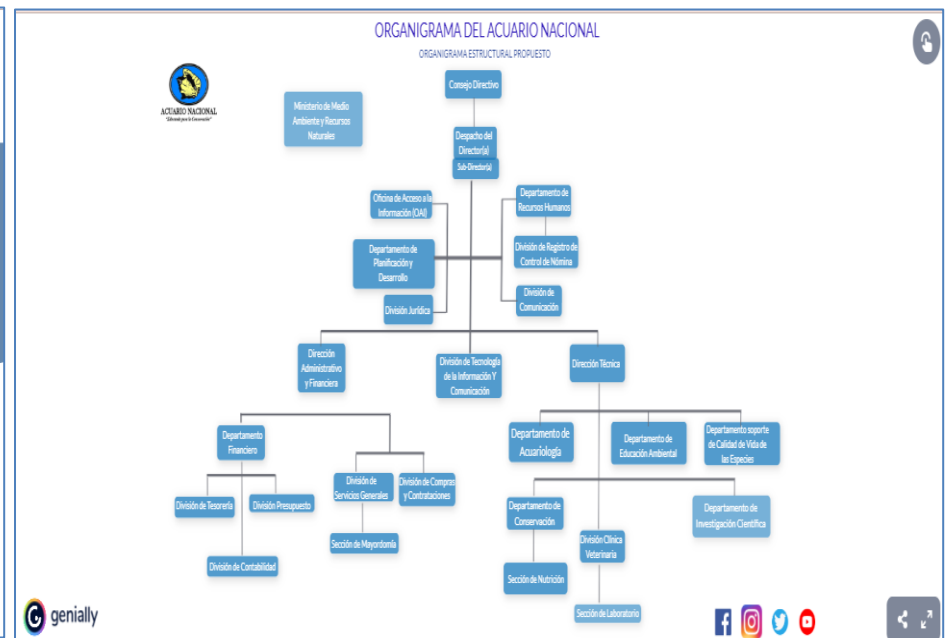 ORGANIGRAMA DEL ACUARIO NACIONAL
ORGANIGRAMA ESTRUCTURAL PROPUESTO
ACUARIO NACIONAL
Ministerio de Medio
Ambiente y Recursos
Naturales
Consejo Directivo
Despacho del
Director(a)
Sub-Director(a)
Oficina de Acceso a la
Información (OAI)
Departamento de
Recursos Humanos
Departamento de
Planificación y
Desarrollo
División de Registro de
Control de Nómina
División Jurídica
División de
Comunicación
Dirección
Administrativo
y Financiera
División de Tecnología
de la Información Y
Comunicación
Dirección Técnica
Departamento
Financiero
Departamento de
Acuariología
Departamento de
Educación Ambiental
Departamento soporte
de Calidad de Vida de
las Especies
División de Tesorería
División Presupuesto
División de
Servicios Generales
División de Compras
y Contrataciones
Departamento de
Conservación
Departamento de
Investigación Científica
Sección de Mayordomía
División Clínica
Veterinaria
División de Contabilidad
Sección de Nutrición
Sección de Laboratorio
genially